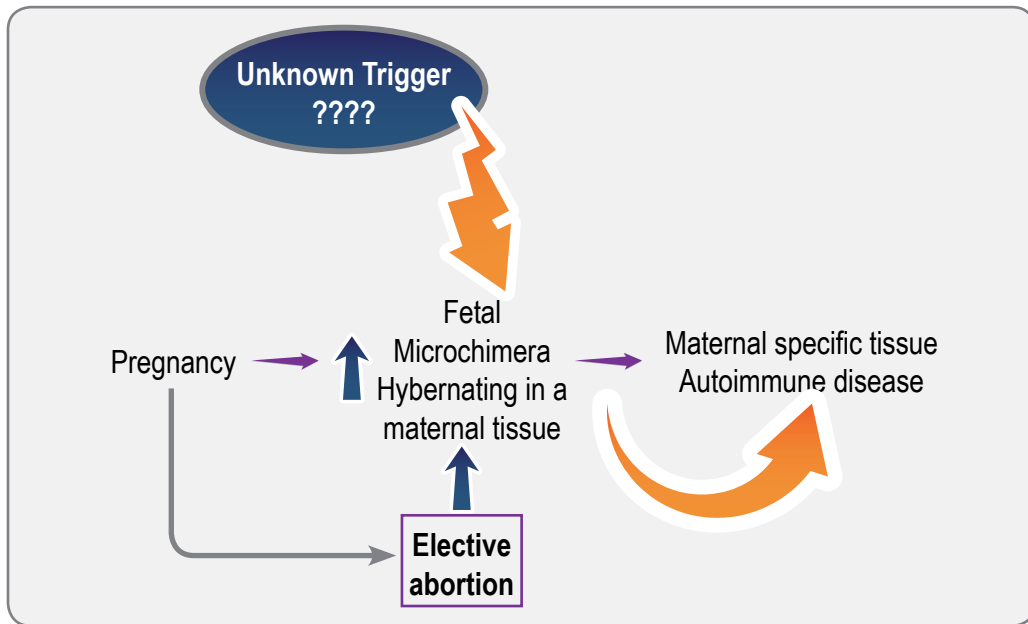 Unknown Trigger
????
Fetal
Microchimera
Hybernating in a
maternal tissue
Pregnancy
Maternal specific tissue
Autoimmune disease
Elective
abortion